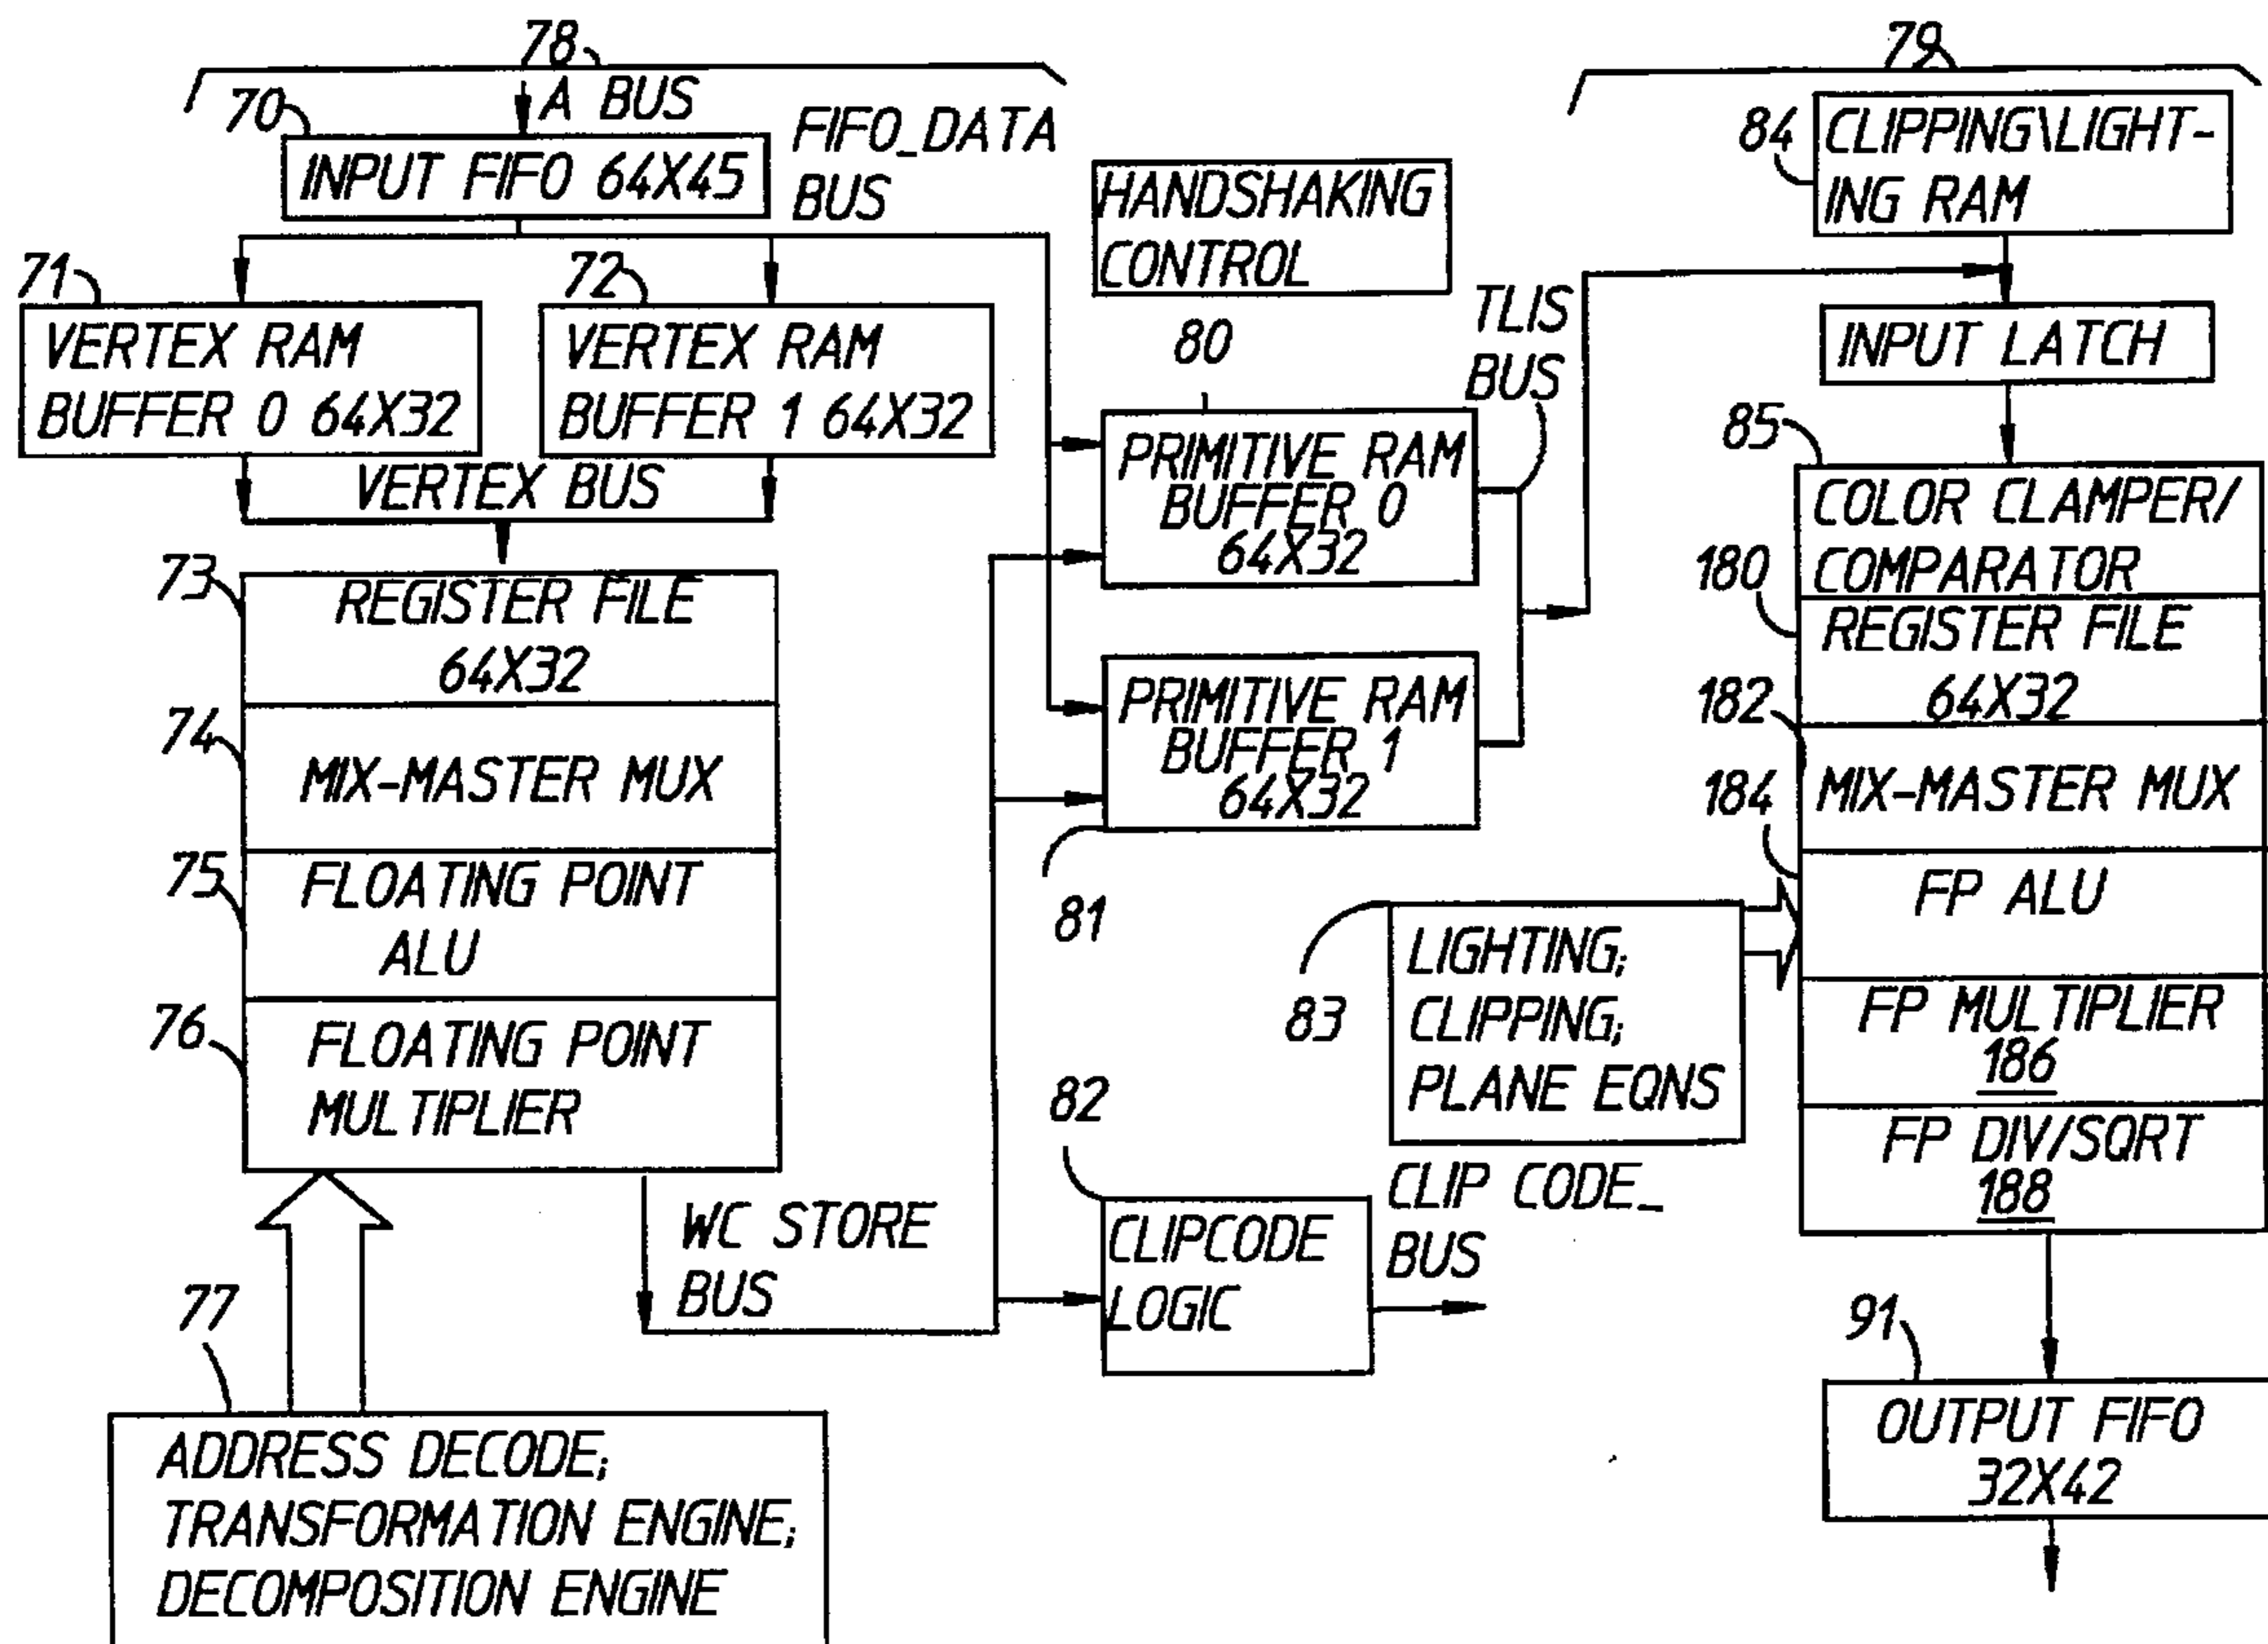 78
A BUS
70
INPUT FIFO 64X45
FIFO_DATA
BUS
71
VERTEX RAM
BUFFER 0 64X32
72
VERTEX RAM
BUFFER 1 64X32
VERTEX BUS
73
REGISTER FILE
64X32
74
MIX-MASTER MUX
75
FLOATING POINT
ALU
76
FLOATING POINT
MULTIPLIER
WC STORE
BUS
77
ADDRESS DECODE;
TRANSFORMATION ENGINE;
DECOMPOSITION ENGINE
HANDSHAKING
CONTROL
80
PRIMITIVE RAM
BUFFER 0
64X32
TLIS
BUS
PRIMITIVE RAM
BUFFER 1
64X32
81
82
CLIPCODE
LOGIC
CLIP CODE_
BUS
83
LIGHTING;
CLIPPING;
PLANE EQNS
79
84
CLIPPING\LIGHT-
ING RAM
INPUT LATCH
85
COLOR CLAMPER/
COMPARATOR
180
REGISTER FILE
64X32
182
MIX-MASTER MUX
184
FP ALU
FP MULTIPLIER
186
FP DIV/SQRT
188
91
OUTPUT FIFO
32X42